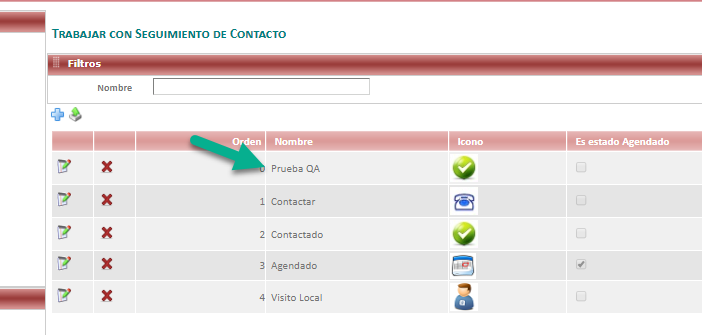 TRABAJAR CON SEGUIMIENTO DE CONTACTO
Filtros
Nombre
Orden Nombre Icono Es estado Agendado
0 Prueba QA
1 Contactar
2 Contactado
3 Agendado
4 Visito Local